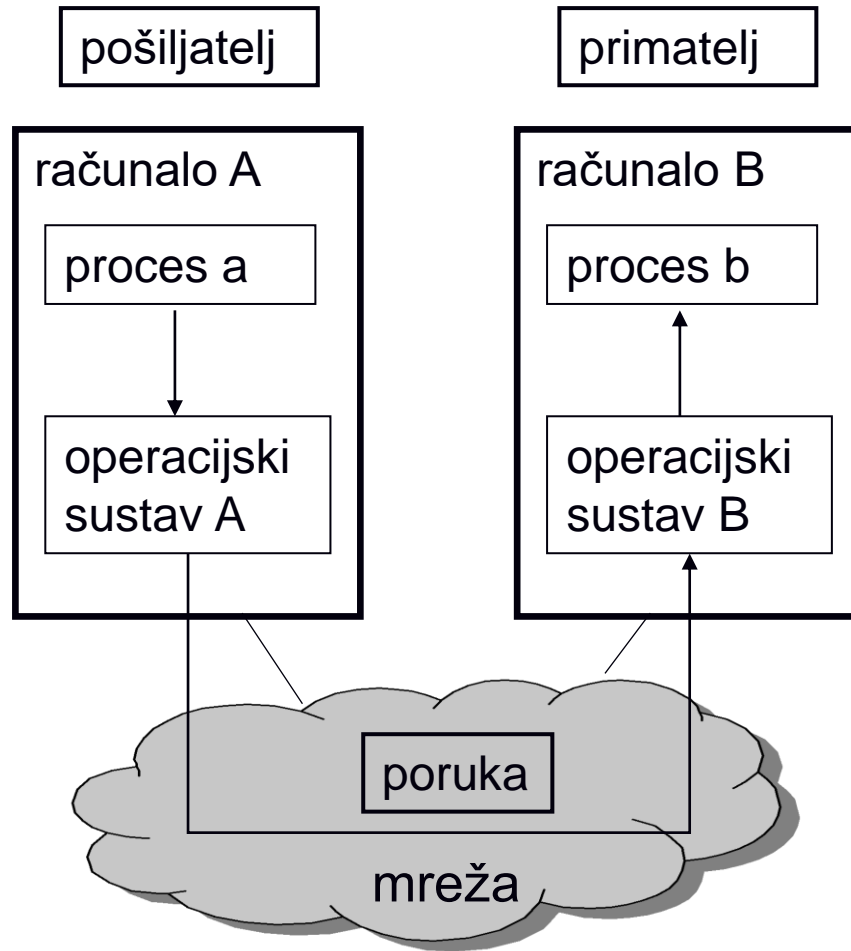 pošiljatelj
primatelj
računalo A
proces a
operacijski
sustav A
računalo B
proces b
operacijski
sustav B
poruka
mreža